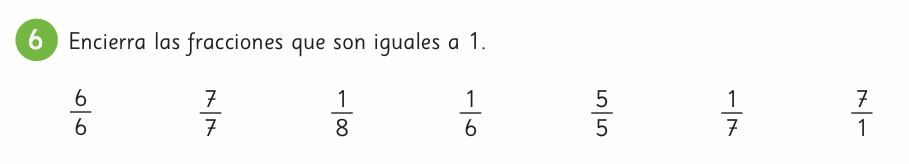 6 Encierra las fracciones que son iguales a 1.
6/6 7/7 1/8 1/6 5/5 1/7 7/1